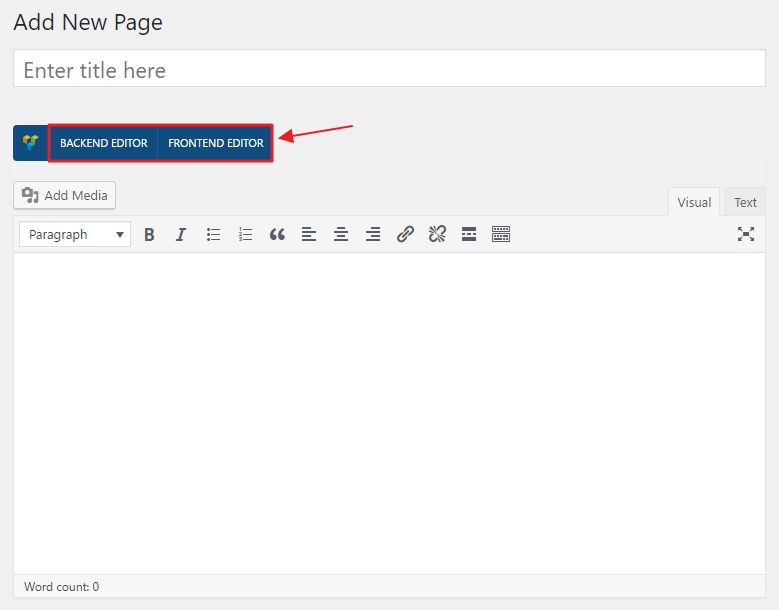 Add New Page
Enter title here
BACKEND EDITOR FRONTEND EDITOR
Add Media
Visual Text
Paragraph
Word count: 0